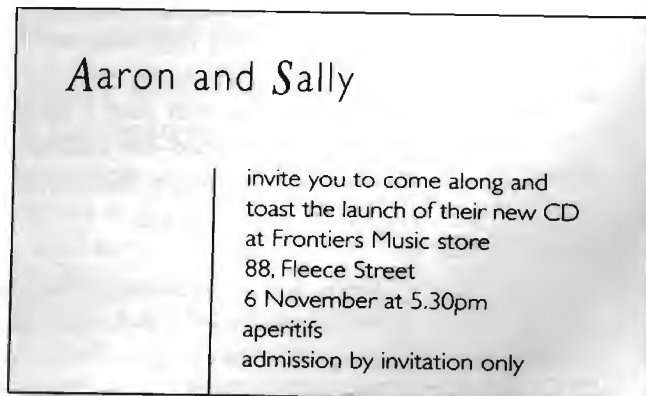 Aaron and Sally
invite you to come along and
toast the launch of their new CD
at Frontiers Music store
88, Fleece Street
6 November at 5.30pm
aperitifs
admission by invitation only